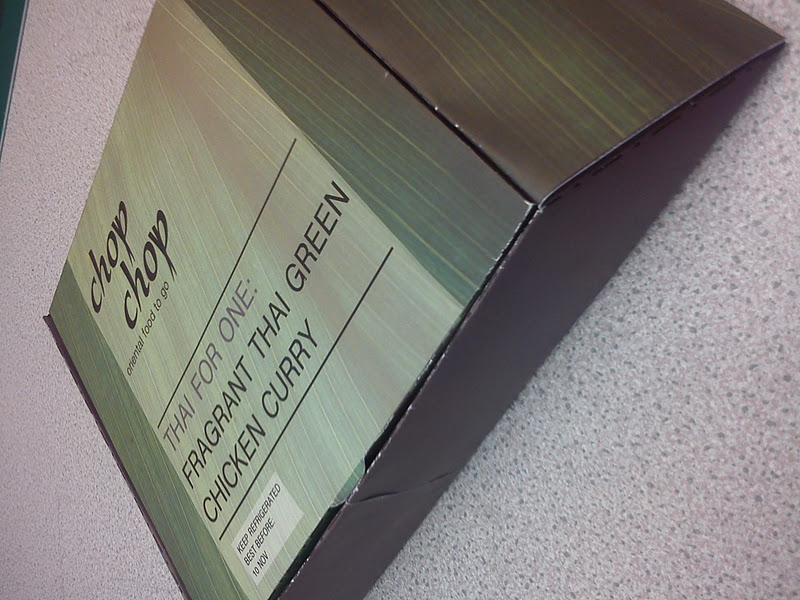 chop
chop
oriental food to go
THAI FOR ONE:
FRAGRANT THAI GREEN
CHICKEN CURRY
KEEP REFRIGERATED
BEST BEFORE:
10 NOV